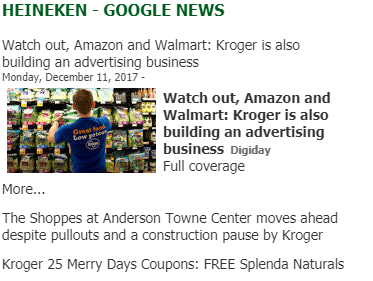 HEINEKEN - GOOGLE NEWS
Watch out, Amazon and Walmart: Kroger is also
building an advertising business
Monday, December 11, 2017 -
Great food.
Low prices.
Kroger
Watch out, Amazon and
Walmart: Kroger is also
building an advertising
business Digiday
Full coverage
More...
The Shoppes at Anderson Towne Center moves ahead
despite pullouts and a construction pause by Kroger
Kroger 25 Merry Days Coupons: FREE Splenda Naturals